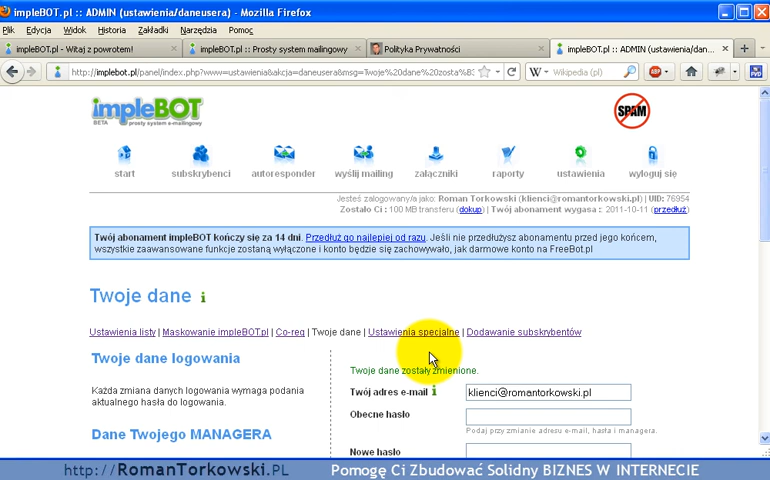 impleBOT.pl :: ADMIN (ustawienia/daneusera) - Mozilla Firefox
Plik Edycja Widok Historia Zakładki Narzędzia Pomoc
impleBOT.pl - Witaj z powrotem! impleBOT.pl :: Prosty system mailingowy Polityka Prywatności impleBOT.pl :: ADMIN (ustawienia/dan...
http://implebot.pl/panel/index.php?www=ustawienia&akcja=daneusera&msg=Twoje%20dane%20zosta% Wikipedia (pl)
impleBOT SPAM
BETA prosty system e-mailingowy
start subskrybenci autoresponder wyślij mailing załączniki raporty ustawienia wyloguj się
Jesteś zalogowany/a jako: Roman Torkowski (klienci@romantorkowski.pl) | UID: 76954
Zostało Ci : 100 MB transferu (dokup) | Twój abonament wygasa : 2011-10-11 (przedłuż)
Twój abonament impleBOT kończy się za 14 dni. Przedłuż go najlepiej od razu. Jeśli nie przedłużysz abonamentu przed jego końcem,
wszystkie zaawansowane funkcje zostaną wyłączone i konto będzie się zachowywało, jak darmowe konto na FreeBot.pl
Twoje dane i
Ustawienia listy | Maskowanie impleBOT.pl | Co-reg | Twoje dane | Ustawienia specjalne | Dodawanie subskrybentów
Twoje dane logowania
Każda zmiana danych logowania wymaga podania
aktualnego hasła do logowania.
Dane Twojego MANAGERA
Twoje dane zostały zmienione.
Twój adres e-mail i klienci@romantorkowski.pl
Obecne hasło
Podaj przy zmianie adresu e-mail, hasła i managera.
Nowe hasło
http://RomanTorkowski.PL Pomogę Ci Zbudować Solidny BIZNES W INTERNECIE